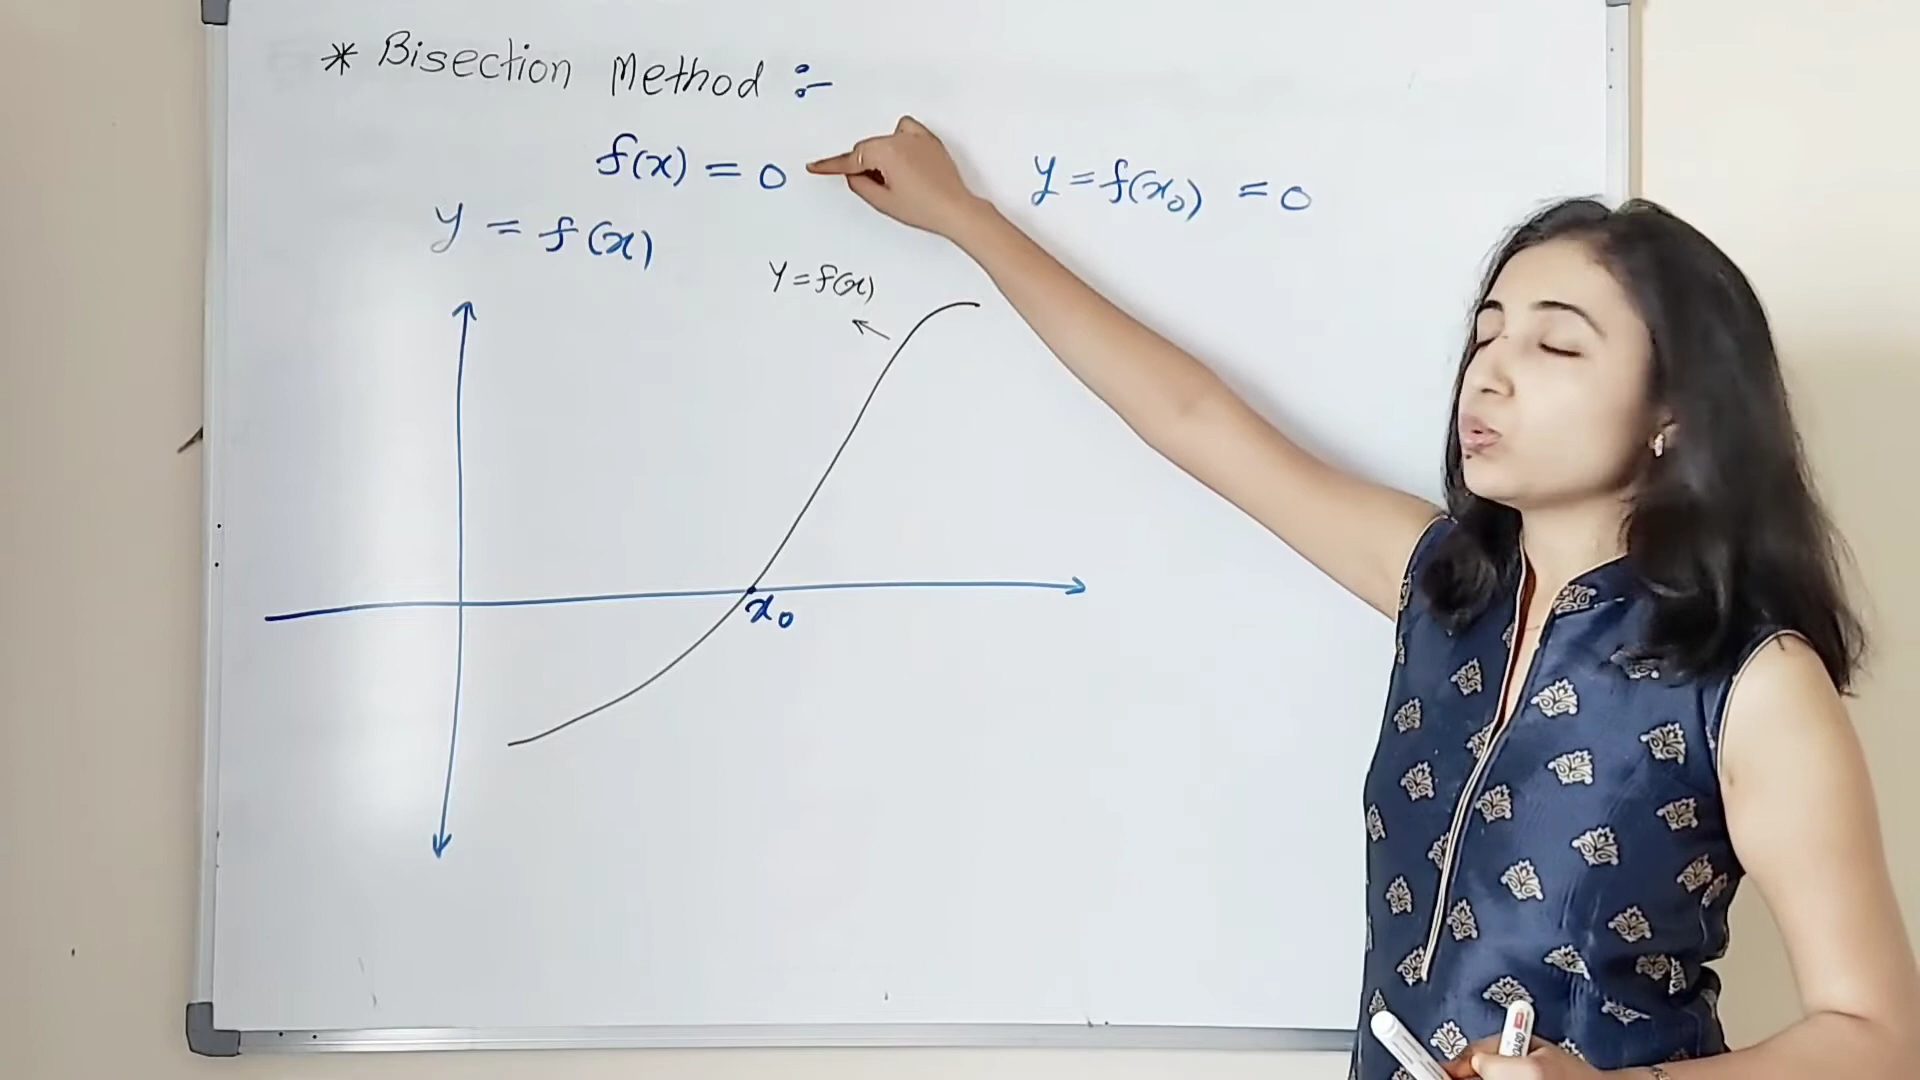 * Bisection Method :-
f(x) = 0
y = f(x₀) = 0
y = f(x)
Y = f(x)
x₀